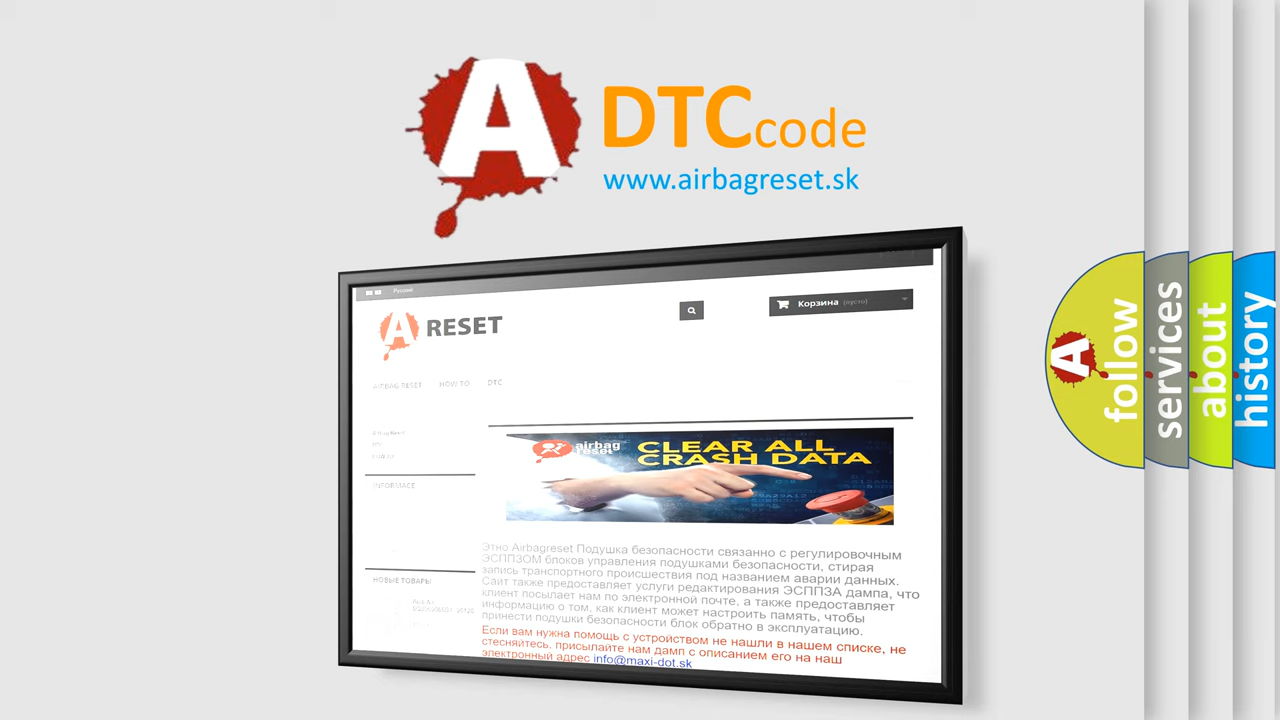 A
DTCcode
www.airbagreset.sk
Русский
A RESET
Корзина (пусто)
AIRBAG RESET HOW TO DTC
DTC
INFORMACE
НОВЫЕ ТОВАРЫ
airbag
reset
CLEAR ALL
CRASH DATA
Этно Airbagreset Подушка безопасности связанно с регулировочным
ЭСППЗОМ блоков управления подушками безопасности, стирая
запись транспортного происшествия под названием аварии данных.
Сайт также предоставляет услуги редактирования ЭСППЗА дампа, что
клиент посылает нам по электронной почте, а также предоставляет
информацию о том, как клиент может настроить память, чтобы
принести подушки безопасности блок обратно в эксплуатацию.
Если вам нужна помощь с устройством не нашли в нашем списке, не
стесняйтесь, присылайте нам дамп с описанием его на наш
электронный адрес info@maxi-dot.sk
A
follow
services
about
history